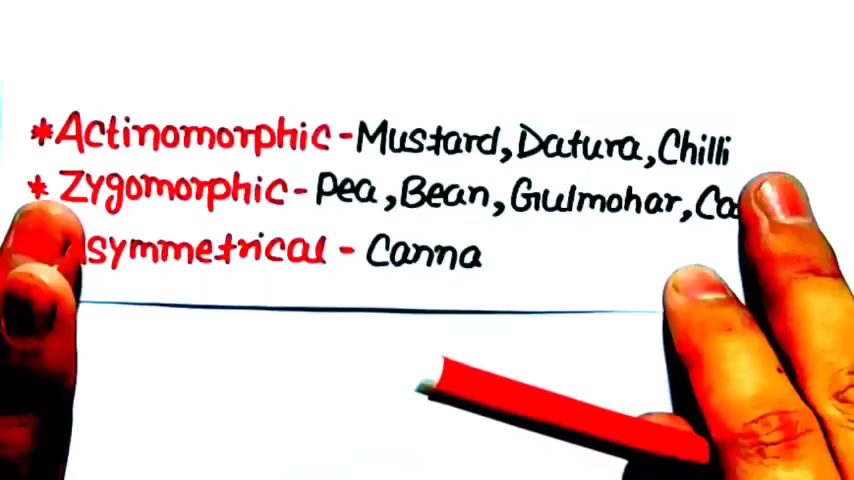 *Actinomorphic-Mustard,Datura,Chilli
*Zygomorphic-Pea,Bean,Gulmohar,
symmetrical-Canna